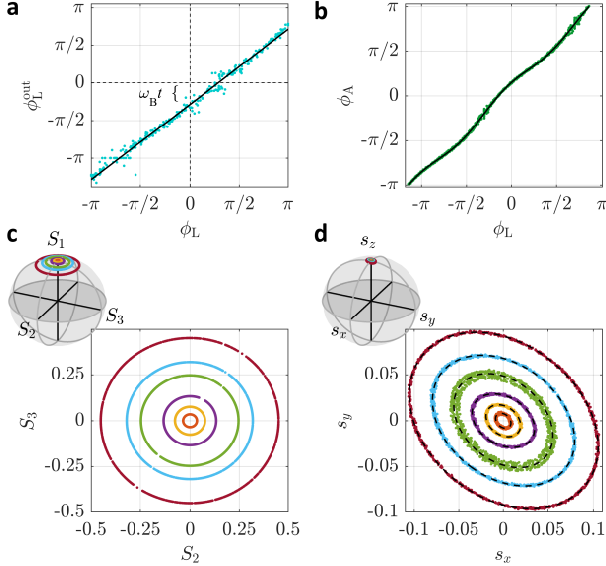 a
π
π/2
0
-π/2
-π
ϕ_L^out
ω_B t {
-π -π/2 0 π/2 π
ϕ_L
b
π
π/2
0
-π/2
-π
ϕ_A
-π -π/2 0 π/2 π
ϕ_L
c
S_1
S_2
S_3
0.25
0
-0.25
-0.5
S_3
-0.5 -0.25 0 0.25 0.5
S_2
d
s_z
s_x
s_y
0.05
0
-0.05
-0.1
s_y
-0.1 -0.05 0 0.05 0.1
s_x